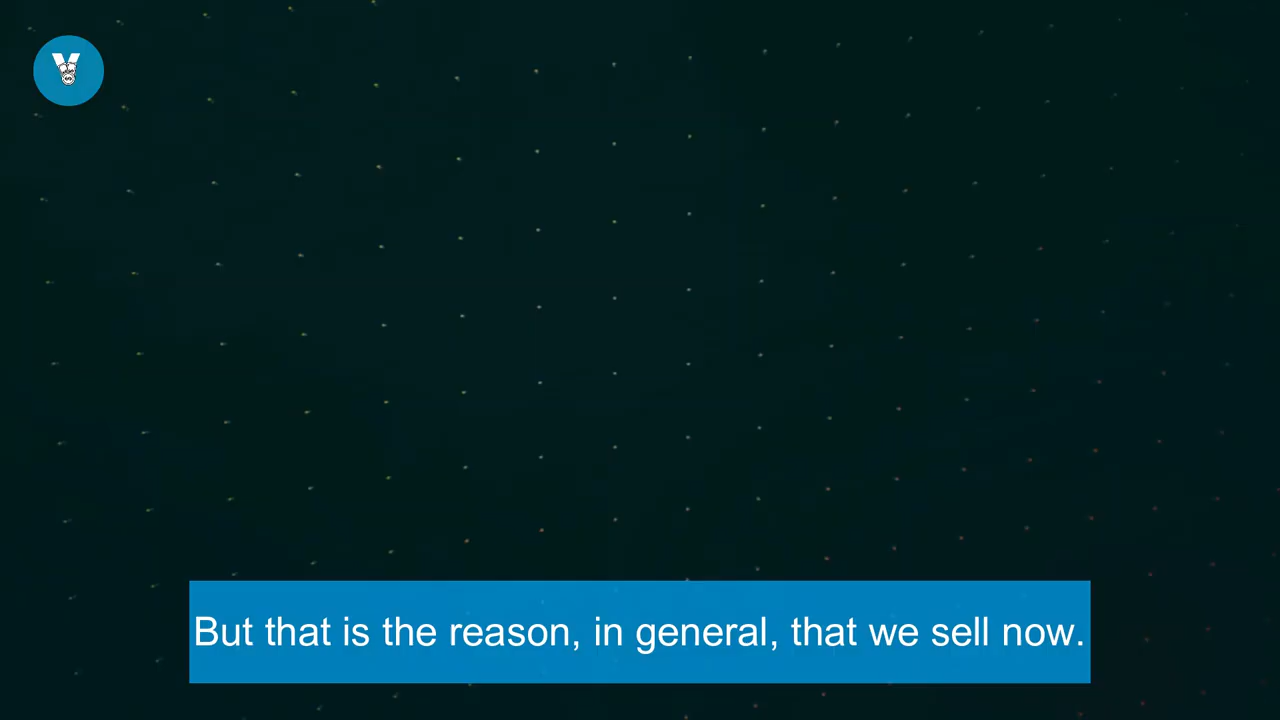 V
But that is the reason, in general, that we sell now.